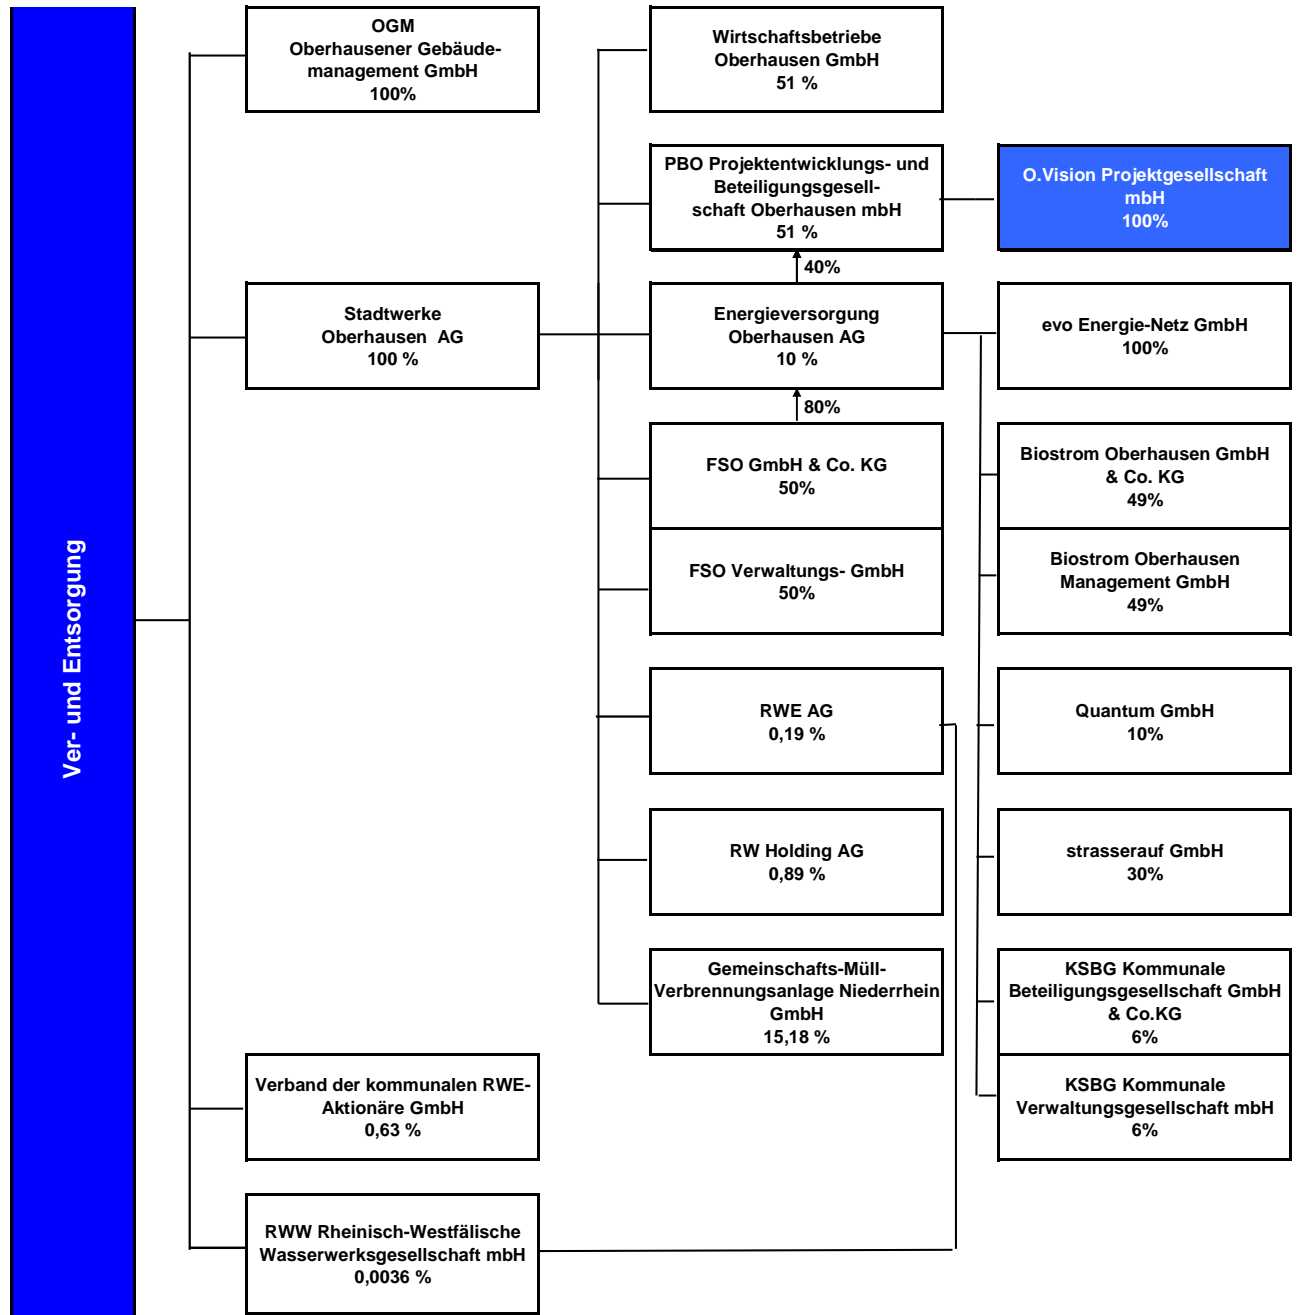 Ver- und Entsorgung
OGM
Oberhausener Gebäude-
management GmbH
100%
Stadtwerke
Oberhausen AG
100 %
Verband der kommunalen RWE-
Aktionäre GmbH
0,63 %
RWW Rheinisch-Westfälische
Wasserwerksgesellschaft mbH
0,0036 %
Wirtschaftsbetriebe
Oberhausen GmbH
51 %
PBO Projektentwicklungs- und
Beteiligungsgesell-
schaft Oberhausen mbH
51 %
40%
Energieversorgung
Oberhausen AG
10 %
80%
FSO GmbH & Co. KG
50%
FSO Verwaltungs- GmbH
50%
RWE AG
0,19 %
RW Holding AG
0,89 %
Gemeinschafts-Müll-
Verbrennungsanlage Niederrhein
GmbH
15,18 %
O.Vision Projektgesellschaft
mbH
100%
evo Energie-Netz GmbH
100%
Biostrom Oberhausen GmbH
& Co. KG
49%
Biostrom Oberhausen
Management GmbH
49%
Quantum GmbH
10%
strasserauf GmbH
30%
KSBG Kommunale
Beteiligungsgesellschaft GmbH
& Co.KG
6%
KSBG Kommunale
Verwaltungsgesellschaft mbH
6%